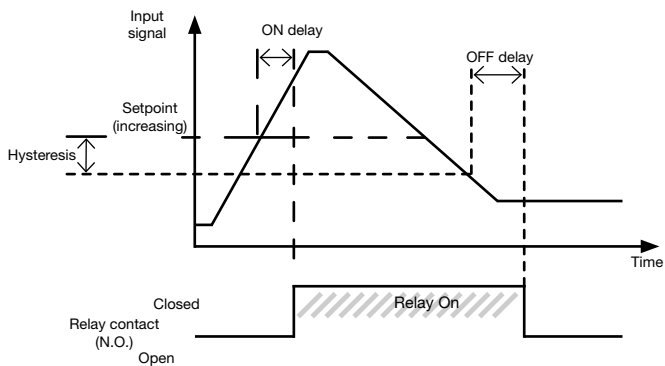 Input
signal
ON delay
OFF delay
Setpoint
(increasing)
Hysteresis
Time
Closed
Relay On
Relay contact
(N.O.)
Open